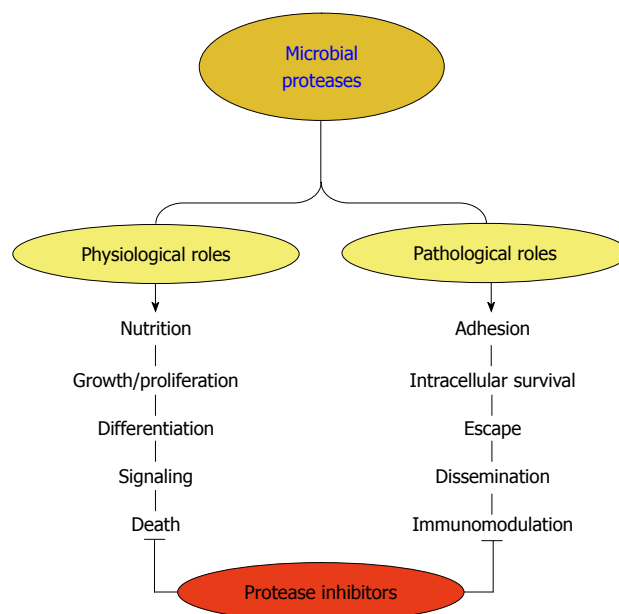 Microbial
proteases
Physiological roles
Pathological roles
Nutrition
Growth/proliferation
Differentiation
Signaling
Death
Adhesion
Intracellular survival
Escape
Dissemination
Immunomodulation
Protease inhibitors